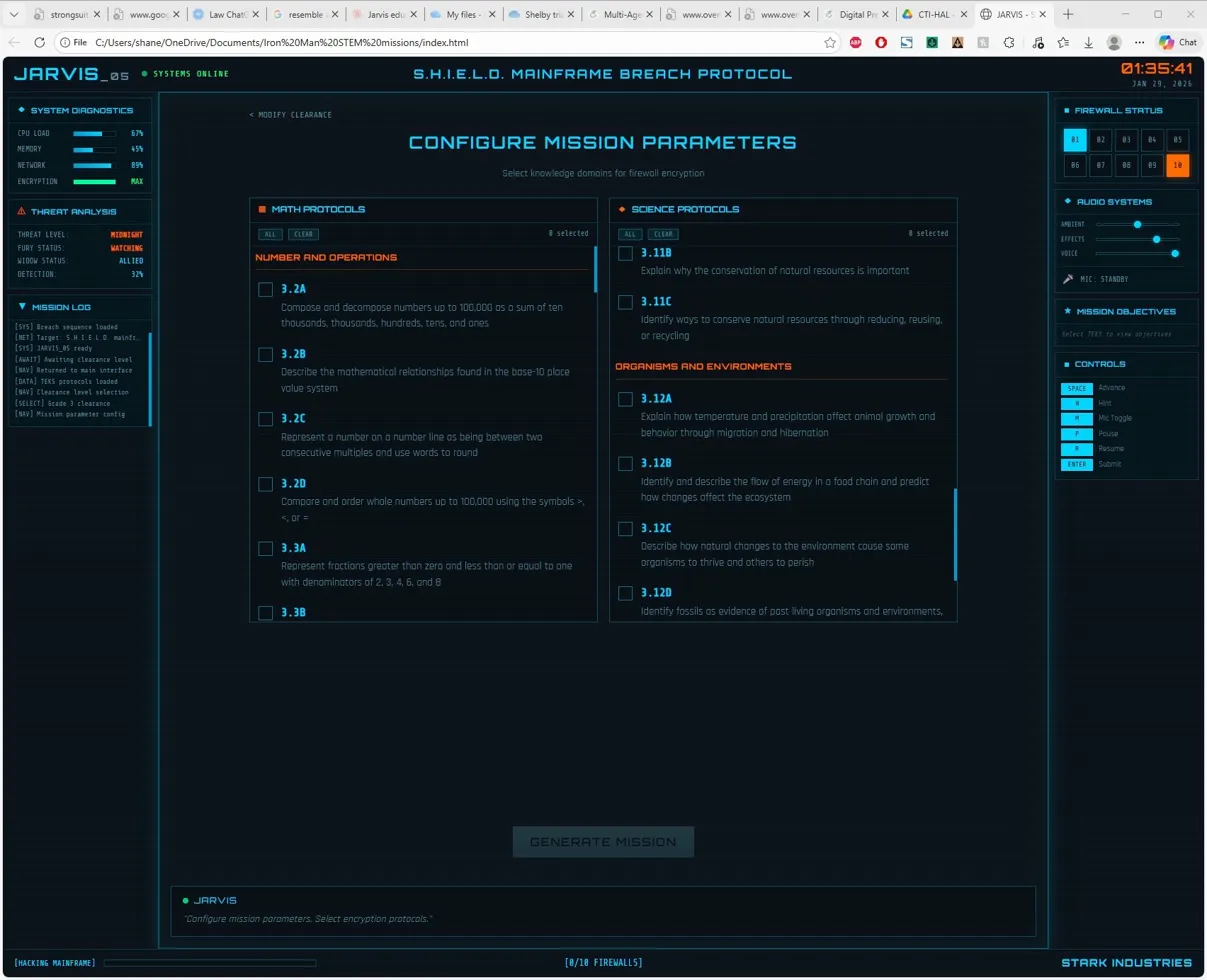 strongsuit
www.goog
Law ChatG
resemble
Jarvis edu
My files -
Shelby tria
Multi-Age
www.over
www.over
Digital Pre
CTI-HAL
JARVIS - S
File
C:/Users/shane/OneDrive/Documents/Iron%20Man%20STEM%20missions/index.html
Chat
JARVIS_05
SYSTEMS ONLINE
S.H.I.E.L.D. MAINFRAME BREACH PROTOCOL
01:35:41
JAN 29, 2026
SYSTEM DIAGNOSTICS
CPU LOAD 67%
MEMORY 45%
NETWORK 89%
ENCRYPTION MAX
THREAT ANALYSIS
THREAT LEVEL: MIDNIGHT
FURY STATUS: WATCHING
WIDOW STATUS: ALLIED
DETECTION: 32%
MISSION LOG
[SYS] Breach sequence loaded
[NET] Target: S.H.I.E.L.D. mainfr…
[SYS] JARVIS_05 ready
[AWAIT] Awaiting clearance level
[NAV] Returned to main interface
[DATA] TEKS protocols loaded
[NAV] Clearance level selection
[SELECT] Grade 3 clearance
[NAV] Mission parameter config
< MODIFY CLEARANCE
CONFIGURE MISSION PARAMETERS
Select knowledge domains for firewall encryption
MATH PROTOCOLS
ALL CLEAR 0 selected
NUMBER AND OPERATIONS
3.2A
Compose and decompose numbers up to 100,000 as a sum of ten
thousands, thousands, hundreds, tens, and ones
3.2B
Describe the mathematical relationships found in the base-10 place
value system
3.2C
Represent a number on a number line as being between two
consecutive multiples and use words to round
3.2D
Compare and order whole numbers up to 100,000 using the symbols >,
<, or =
3.3A
Represent fractions greater than zero and less than or equal to one
with denominators of 2, 3, 4, 6, and 8
3.3B
SCIENCE PROTOCOLS
ALL CLEAR 0 selected
3.11B
Explain why the conservation of natural resources is important
3.11C
Identify ways to conserve natural resources through reducing, reusing,
or recycling
ORGANISMS AND ENVIRONMENTS
3.12A
Explain how temperature and precipitation affect animal growth and
behavior through migration and hibernation
3.12B
Identify and describe the flow of energy in a food chain and predict
how changes affect the ecosystem
3.12C
Describe how natural changes to the environment cause some
organisms to thrive and others to perish
3.12D
Identify fossils as evidence of past living organisms and environments,
GENERATE MISSION
JARVIS
"Configure mission parameters. Select encryption protocols."
FIREWALL STATUS
01 02 03 04 05
06 07 08 09 10
AUDIO SYSTEMS
AMBIENT
EFFECTS
VOICE
MIC: STANDBY
MISSION OBJECTIVES
Select TEKS to view objectives
CONTROLS
SPACE Advance
H Hint
M Mic Toggle
P Pause
R Resume
ENTER Submit
[HACKING MAINFRAME]
[0/10 FIREWALLS]
STARK INDUSTRIES